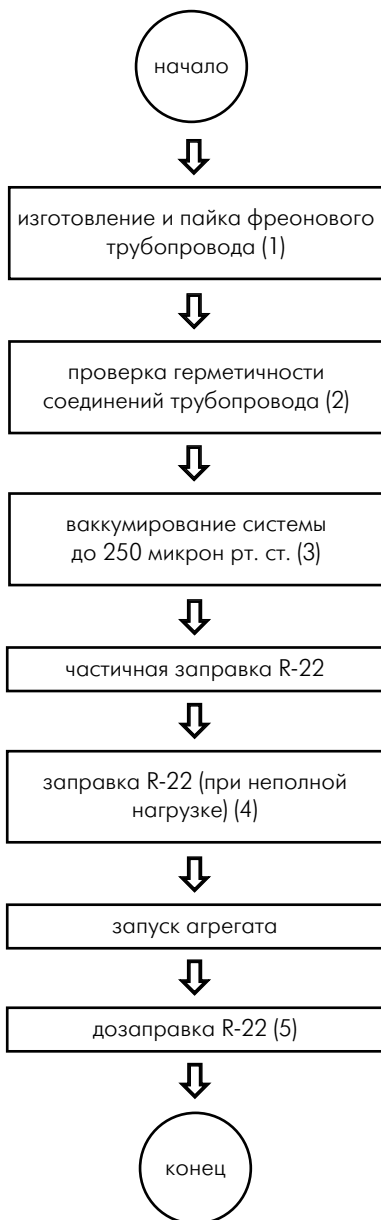 начало
изготовление и пайка фреонового
трубопровода (1)
проверка герметичности
соединений трубопровода (2)
ваккумирование системы
до 250 микрон рт. ст. (3)
частичная заправка R-22
заправка R-22 (при неполной
нагрузке) (4)
запуск агрегата
дозаправка R-22 (5)
конец